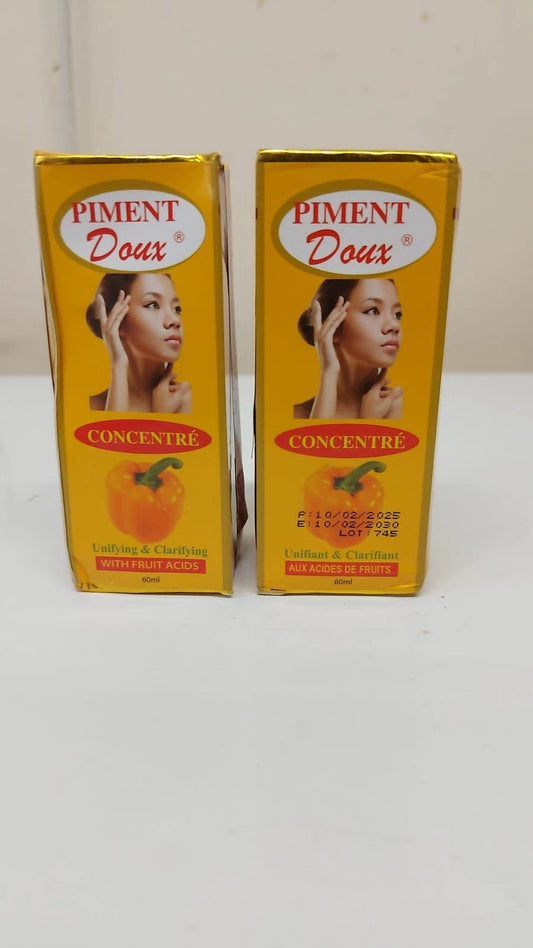 PIMENT
Doux ®
CONCENTRÉ
Unifying & Clarifying
WITH FRUIT ACIDS
60ml
PIMENT
Doux ®
CONCENTRÉ
P:10/02/2025
E:10/02/2030
LOT:745
Unifiant & Clarifiant
AUX ACIDES DE FRUITS
60ml